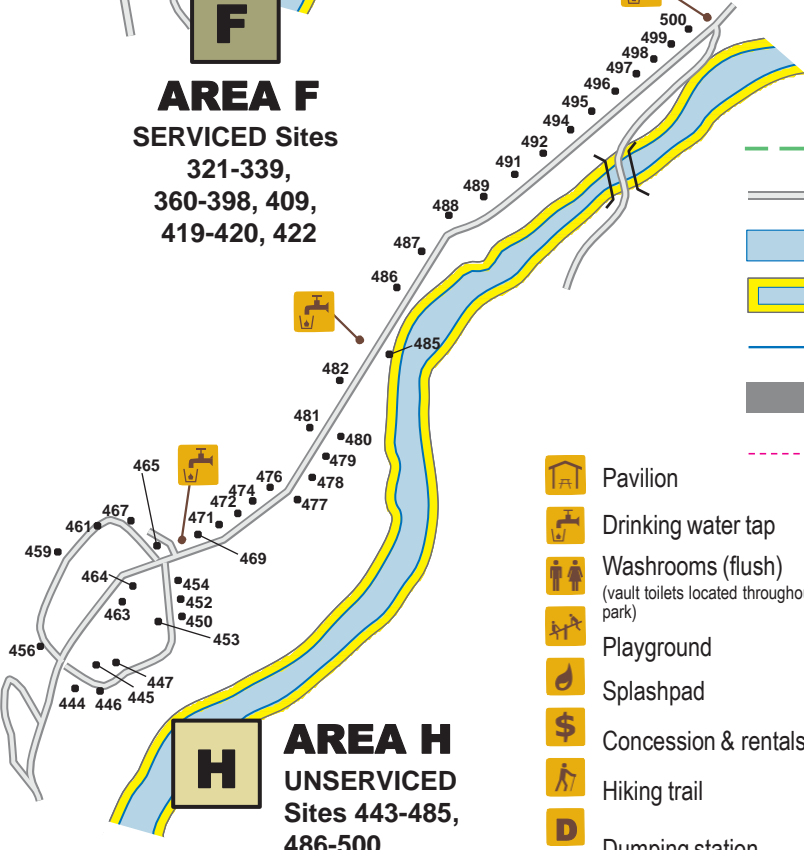 F
AREA F
SERVICED Sites
321-339,
360-398, 409,
419-420, 422
500
499
498
497
496
495
494
492
491
489
488
487
486
485
482
481
480
479
478
477
476
474
472
471
469
465
467
461
459
464
463
454
452
450
453
456
447
445
444
446
H
AREA H
UNSERVICED
Sites 443-485,
486-500
Pavilion
Drinking water tap
Washrooms (flush)
(vault toilets located throughou
park)
Playground
Splashpad
$
Concession & rentals
Hiking trail
D
Dumping station